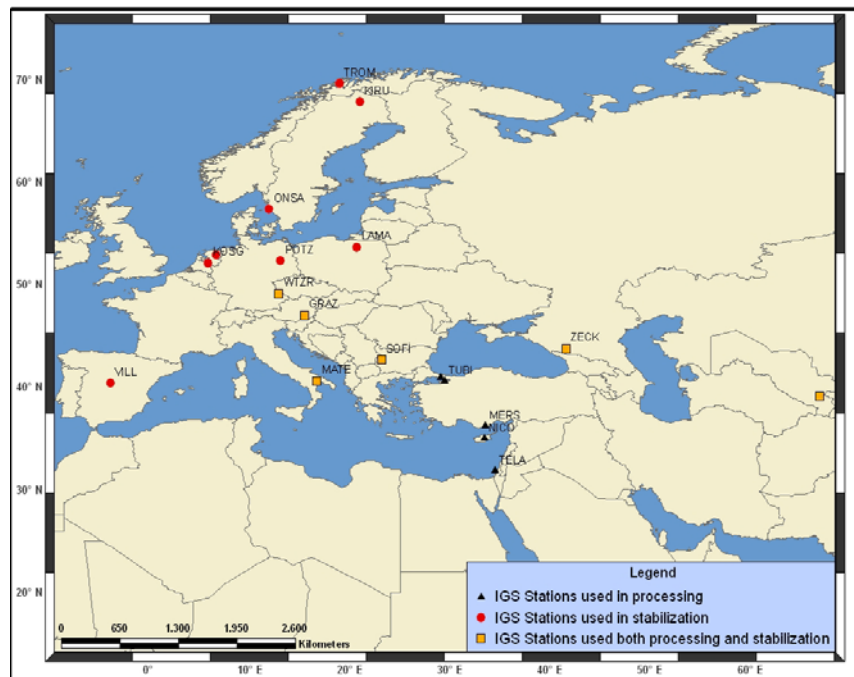 70° N
60° N
50° N
40° N
30° N
20° N
TROM
KIRU
ONSA
LAMA
KOSG
POTZ
WTZR
GRAZ
ZECK
SOFI
VILL
MATE
TUBI
MERS
NICO
TELA
Legend
IGS Stations used in processing
IGS Stations used in stabilization
IGS Stations used both processing and stabilization
0 650 1.300 1.950 2.600
Kilometers
0° 10° E 20° E 30° E 40° E 50° E 60° E